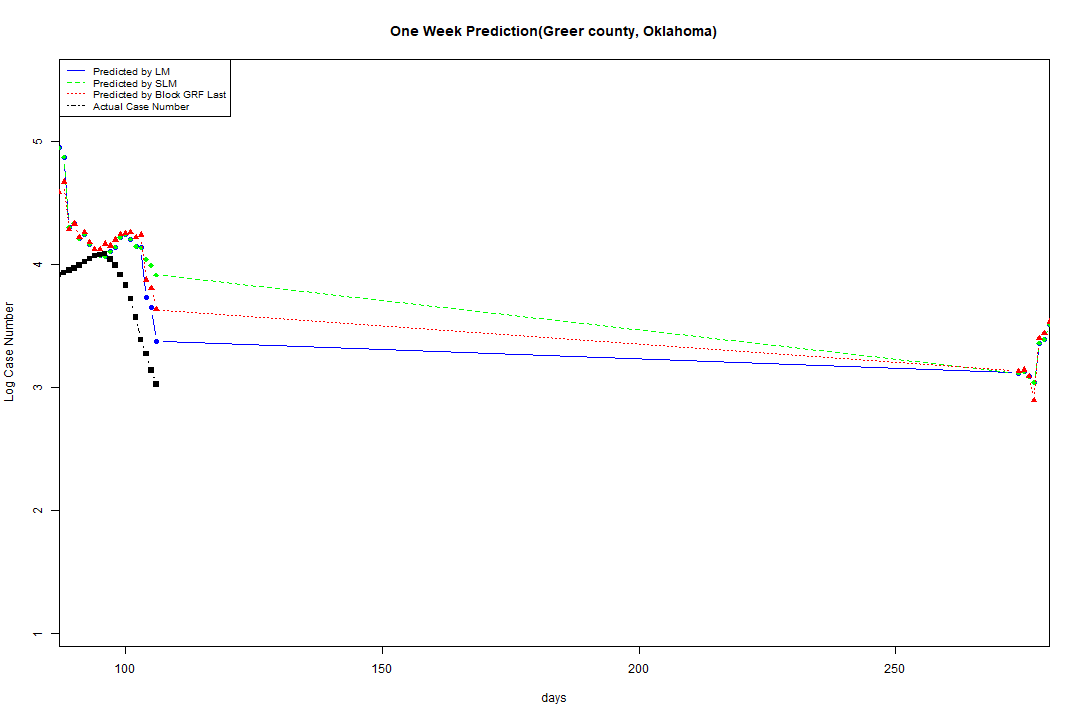 One Week Prediction(Greer county, Oklahoma)
Predicted by LM
Predicted by SLM
Predicted by Block GRF Last
Actual Case Number
5
4
3
2
1
Log Case Number
100
150
200
250
days